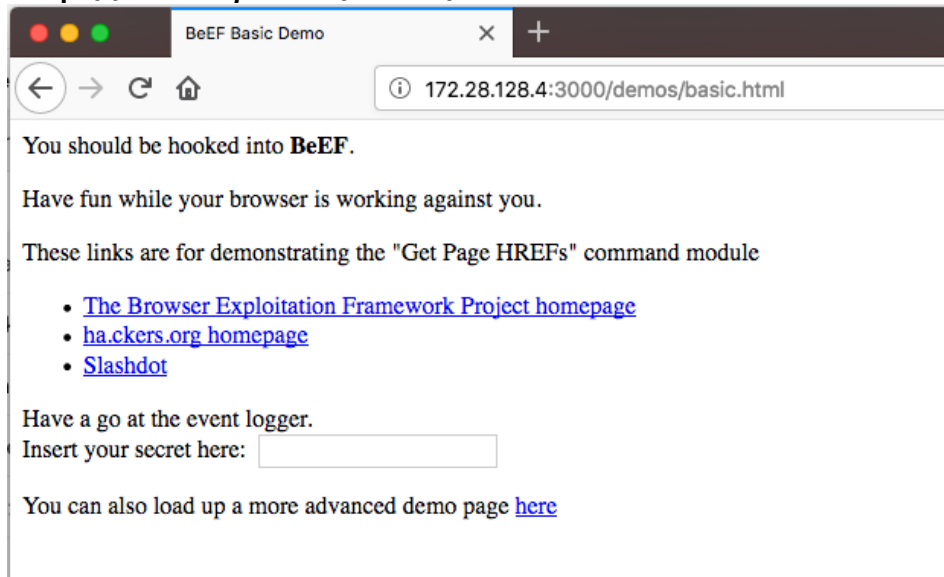 BeEF Basic Demo
172.28.128.4:3000/demos/basic.html
You should be hooked into BeEF.
Have fun while your browser is working against you.
These links are for demonstrating the "Get Page HREFs" command module
The Browser Exploitation Framework Project homepage
ha.ckers.org homepage
Slashdot
Have a go at the event logger.
Insert your secret here:
You can also load up a more advanced demo page here